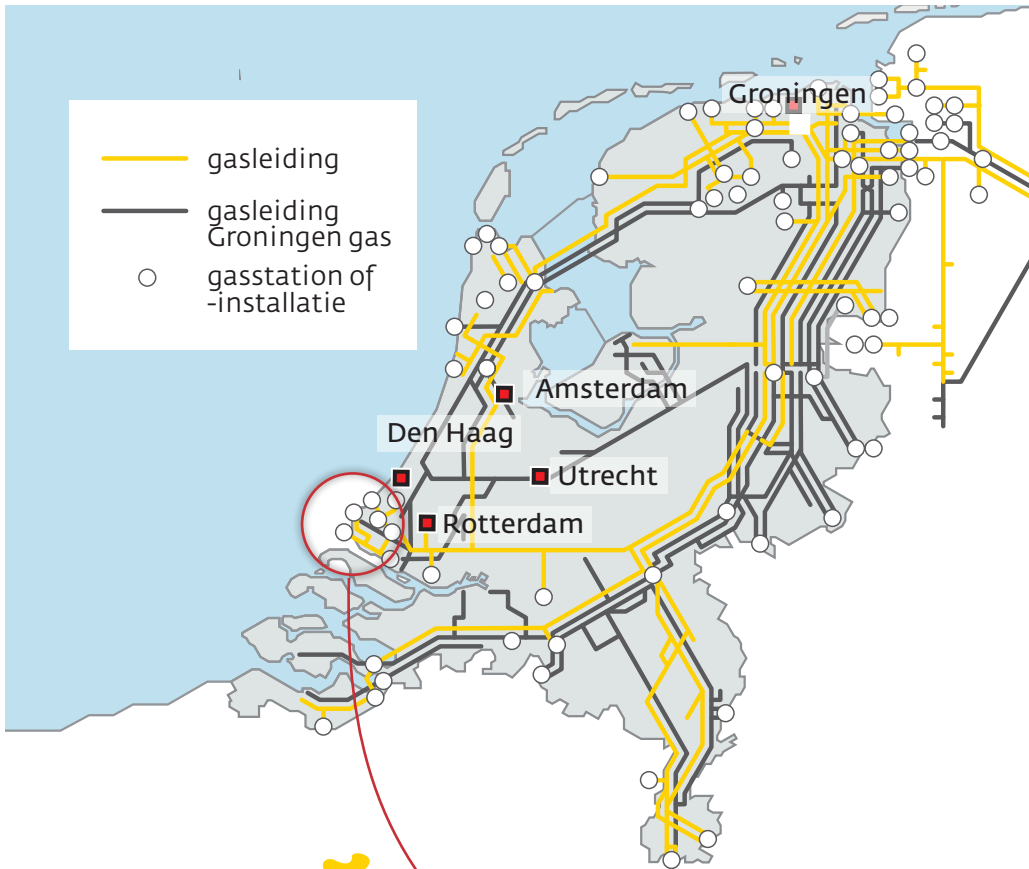 Groningen
gasleiding
gasleiding
Groningen gas
gasstation of
-installatie
Amsterdam
Den Haag
Utrecht
Rotterdam